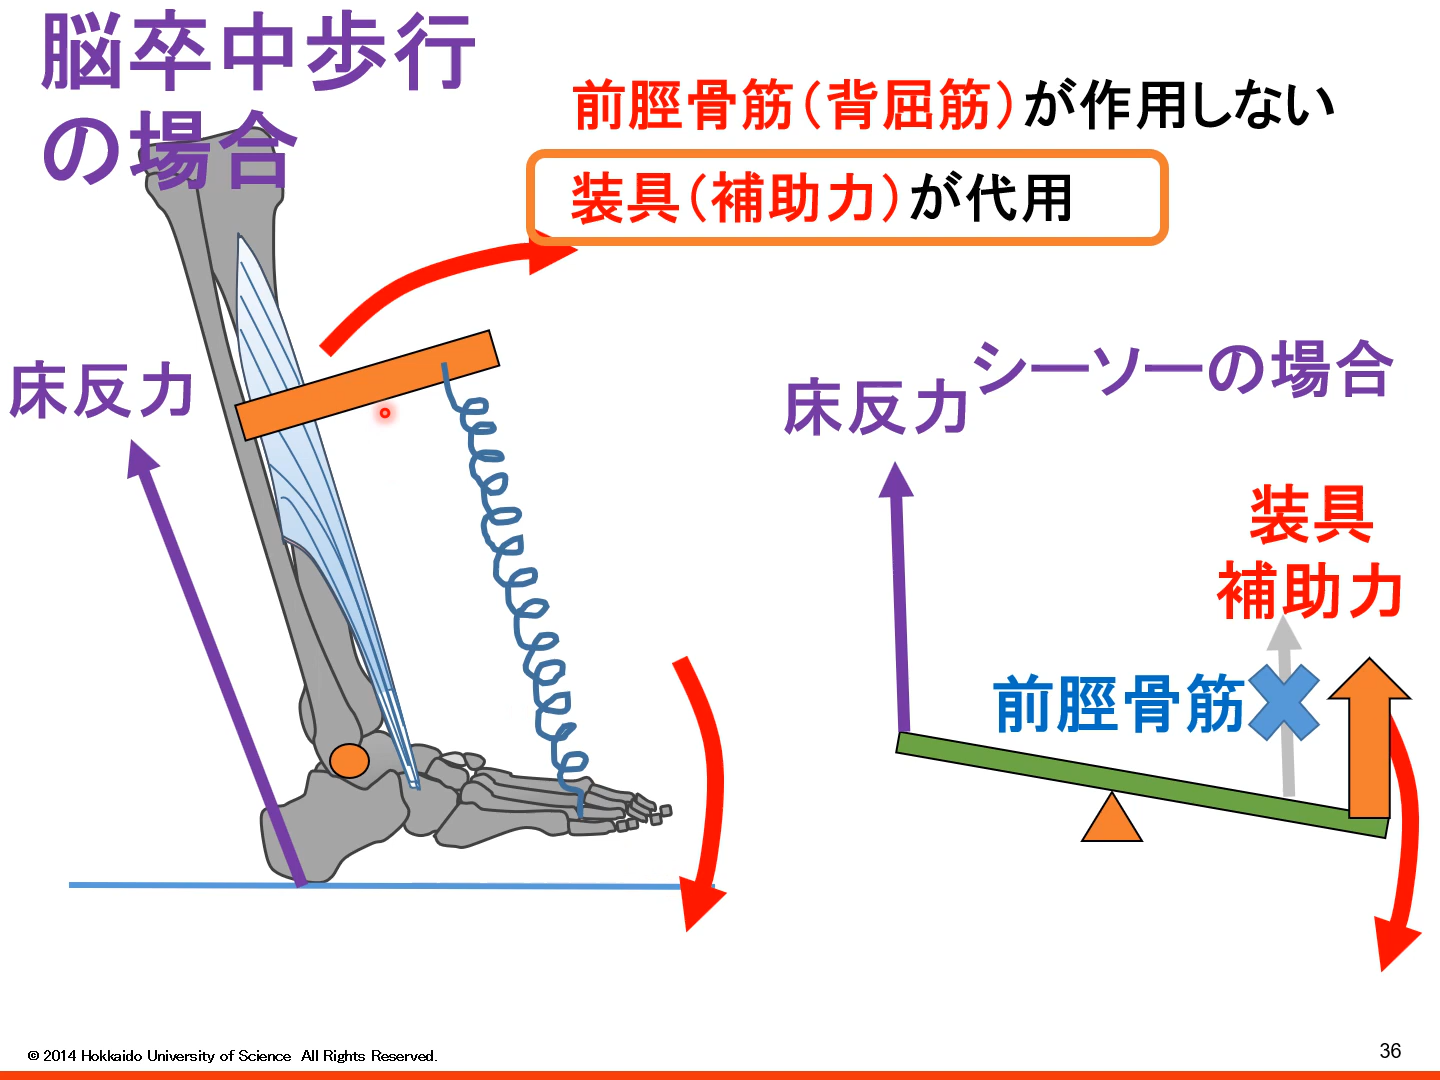 脳卒中歩行
の場合
前脛骨筋（背屈筋）が作用しない
装具（補助力）が代用
床反力
シーソーの場合
床反力
装具
補助力
前脛骨筋
© 2014 Hokkaido University of Science All Rights Reserved.
36